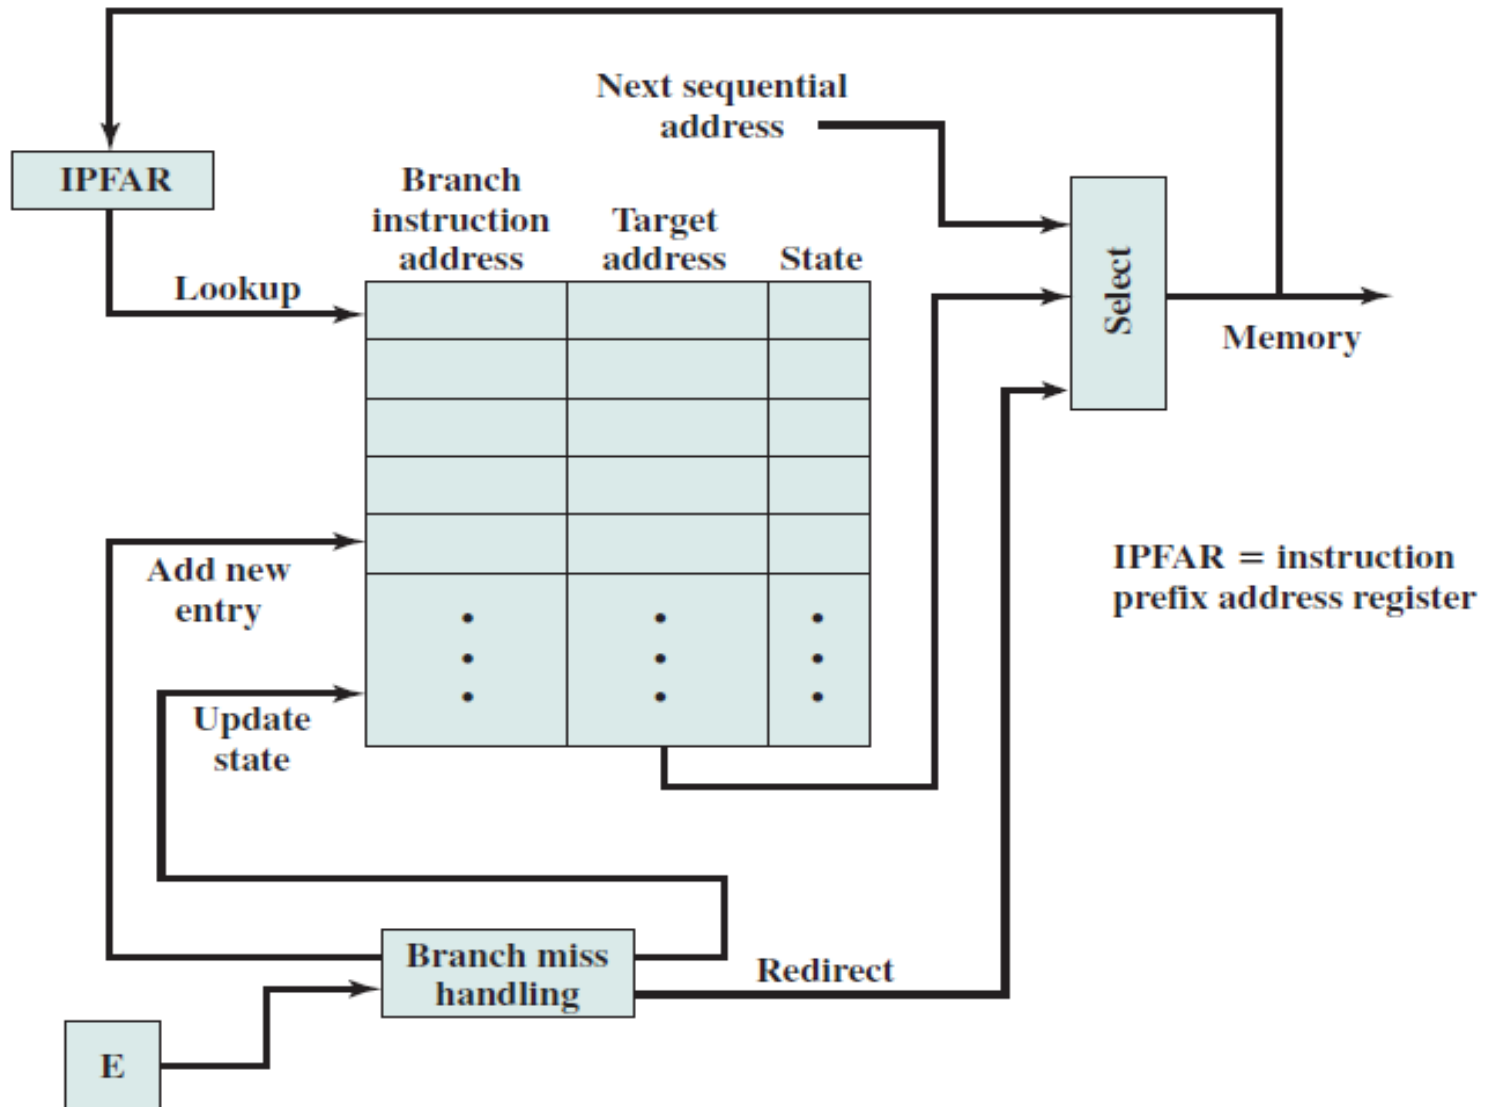 Next sequential
address
IPFAR
Branch
instruction
address
Target
address
State
Lookup
Select
Memory
Add new
entry
IPFAR = instruction
prefix address register
Update
state
Branch miss
handling
Redirect
E